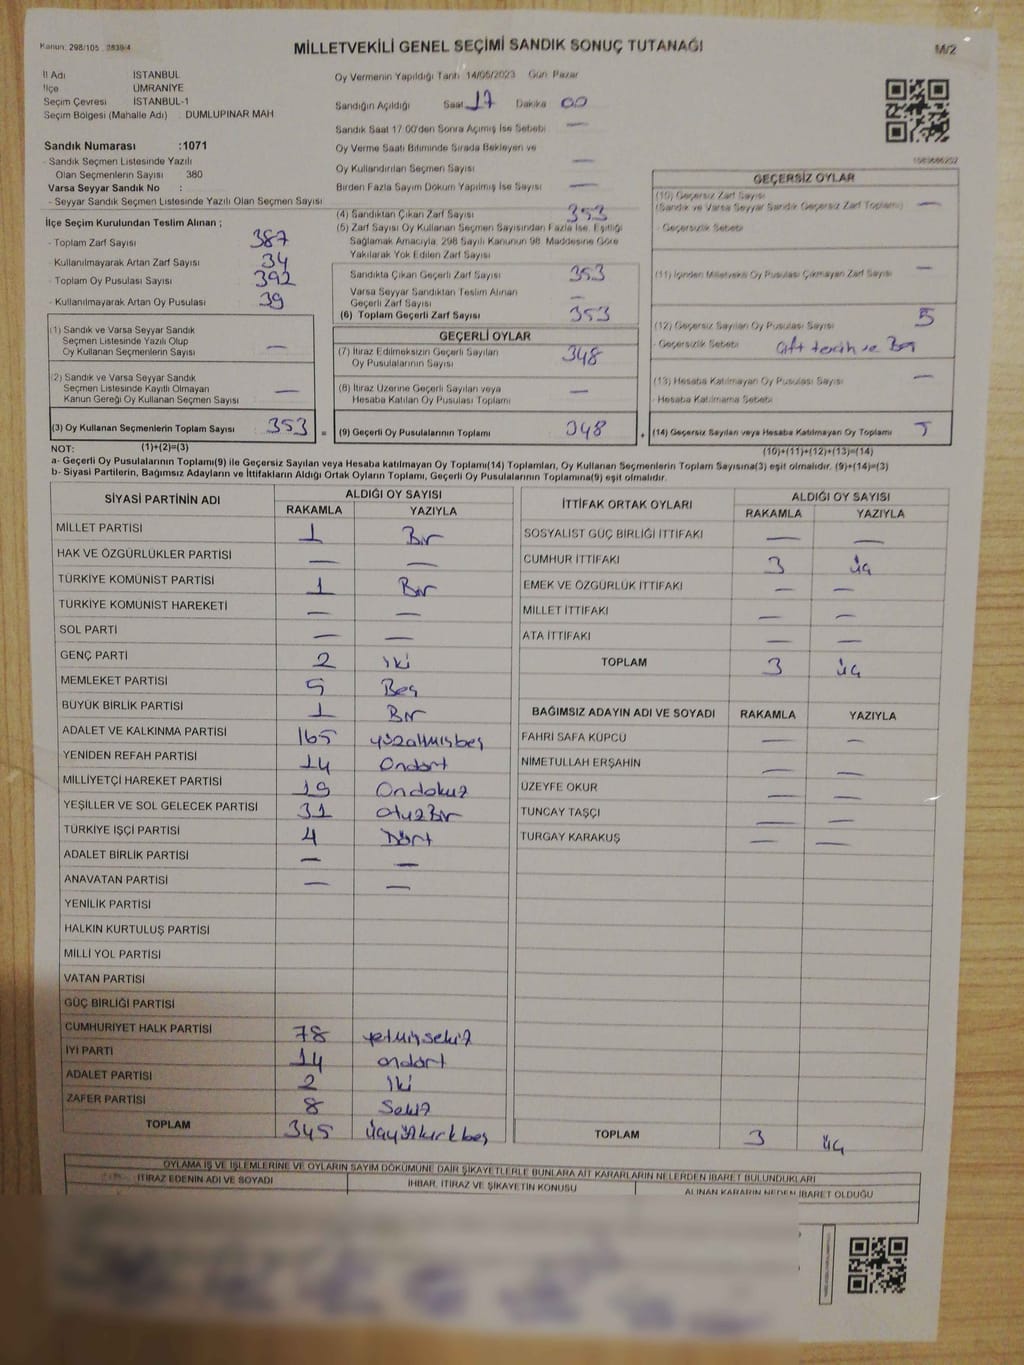 Kanun: 298/105 2839/4
MİLLETVEKİLİ GENEL SEÇİMİ SANDIK SONUÇ TUTANAĞI
M/2
İl Adı İSTANBUL
İlçe ÜMRANİYE
Seçim Çevresi İSTANBUL-1
Seçim Bölgesi (Mahalle Adı) : DUMLUPINAR MAH
Sandık Numarası :1071
- Sandık Seçmen Listesinde Yazılı
Olan Seçmenlerin Sayısı 380
Varsa Seyyar Sandık No :
- Seyyar Sandık Seçmen Listesinde Yazılı Olan Seçmen Sayısı
İlçe Seçim Kurulundan Teslim Alınan ;
- Toplam Zarf Sayısı 387
- Kullanılmayarak Artan Zarf Sayısı 34
- Toplam Oy Pusulası Sayısı 392
- Kullanılmayarak Artan Oy Pusulası 39
(1) Sandık ve Varsa Seyyar Sandık
Seçmen Listesinde Yazılı Olup
Oy Kullanan Seçmenlerin Sayısı —
(2) Sandık ve Varsa Seyyar Sandık
Seçmen Listesinde Kayıtlı Olmayan
Kanun Gereği Oy Kullanan Seçmen Sayısı —
(3) Oy Kullanan Seçmenlerin Toplam Sayısı 353 =
Oy Vermenin Yapıldığı Tarih 14/05/2023 Gün Pazar
Sandığın Açıldığı Saat 17 Dakika 00
Sandık Saat 17:00'den Sonra Açılmış İse Sebebi —
Oy Verme Saati Bitiminde Sırada Bekleyen ve
Oy Kullandırılan Seçmen Sayısı —
Birden Fazla Sayım Döküm Yapılmış İse Sayısı —
(4) Sandıktan Çıkan Zarf Sayısı 353
(5) Zarf Sayısı Oy Kullanan Seçmen Sayısından Fazla İse, Eşitliği
Sağlamak Amacıyla, 298 Sayılı Kanunun 98. Maddesine Göre
Yakılarak Yok Edilen Zarf Sayısı
Sandıkta Çıkan Geçerli Zarf Sayısı 353
Varsa Seyyar Sandıktan Teslim Alınan
Geçerli Zarf Sayısı —
(6) Toplam Geçerli Zarf Sayısı 353
GEÇERLİ OYLAR
(7) İtiraz Edilmeksizin Geçerli Sayılan
Oy Pusulalarının Sayısı 348
(8) İtiraz Üzerine Geçerli Sayılan veya
Hesaba Katılan Oy Pusulası Toplamı —
(9) Geçerli Oy Pusulalarının Toplamı 348 +
GEÇERSİZ OYLAR
(10) Geçersiz Zarf Sayısı
(Sandık ve Varsa Seyyar Sandık Geçersiz Zarf Toplamı) —
- Geçersizlik Sebebi
(11) İçinden Milletvekili Oy Pusulası Çıkmayan Zarf Sayısı —
(12) Geçersiz Sayılan Oy Pusulası Sayısı 5
- Geçersizlik Sebebi Çift tercih ve Boş
(13) Hesaba Katılmayan Oy Pusulası Sayısı —
- Hesaba Katılmama Sebebi
(14) Geçersiz Sayılan veya Hesaba Katılmayan Oy Toplamı 5
NOT: (1)+(2)=(3) (10)+(11)+(12)+(13)=(14)
a- Geçerli Oy Pusulalarının Toplamı(9) ile Geçersiz Sayılan veya Hesaba katılmayan Oy Toplamı(14) Toplamları, Oy Kullanan Seçmenlerin Toplam Sayısına(3) eşit olmalıdır. (9)+(14)=(3)
b- Siyasi Partilerin, Bağımsız Adayların ve İttifakların Aldığı Ortak Oyların Toplamı, Geçerli Oy Pusulalarının Toplamına(9) eşit olmalıdır.
SİYASİ PARTİNİN ADI ALDIĞI OY SAYISI
RAKAMLA YAZIYLA
MİLLET PARTİSİ 1 Bir
HAK VE ÖZGÜRLÜKLER PARTİSİ — —
TÜRKİYE KOMÜNİST PARTİSİ 1 Bir
TÜRKİYE KOMÜNİST HAREKETİ — —
SOL PARTİ — —
GENÇ PARTİ 2 iki
MEMLEKET PARTİSİ 5 Beş
BÜYÜK BİRLİK PARTİSİ 1 Bir
ADALET VE KALKINMA PARTİSİ 165 yüzaltmışbeş
YENİDEN REFAH PARTİSİ 14 Ondört
MİLLİYETÇİ HAREKET PARTİSİ 19 Ondokuz
YEŞİLLER VE SOL GELECEK PARTİSİ 31 otuzbir
TÜRKİYE İŞÇİ PARTİSİ 4 Dört
ADALET BİRLİK PARTİSİ — —
ANAVATAN PARTİSİ — —
YENİLİK PARTİSİ
HALKIN KURTULUŞ PARTİSİ
MİLLİ YOL PARTİSİ
VATAN PARTİSİ
GÜÇ BİRLİĞİ PARTİSİ
CUMHURİYET HALK PARTİSİ 78 yetmişsekiz
İYİ PARTİ 14 ondört
ADALET PARTİSİ 2 iki
ZAFER PARTİSİ 8 Sekiz
TOPLAM 345 üçyüzkırkbeş
İTTİFAK ORTAK OYLARI ALDIĞI OY SAYISI
RAKAMLA YAZIYLA
SOSYALİST GÜÇ BİRLİĞİ İTTİFAKI — —
CUMHUR İTTİFAKI 3 üç
EMEK VE ÖZGÜRLÜK İTTİFAKI — —
MİLLET İTTİFAKI — —
ATA İTTİFAKI — —
TOPLAM 3 üç
BAĞIMSIZ ADAYIN ADI VE SOYADI RAKAMLA YAZIYLA
FAHRİ SAFA KÜPCÜ — —
NİMETULLAH ERŞAHİN — —
ÜZEYFE OKUR — —
TUNCAY TAŞÇI — —
TURGAY KARAKUŞ — —
TOPLAM 3 üç
OYLAMA İŞ VE İŞLEMLERİNE VE OYLARIN SAYIM DÖKÜMÜNE DAİR ŞİKAYETLERLE BUNLARA AİT KARARLARIN NELERDEN İBARET BULUNDUKLARI
İTİRAZ EDENİN ADI VE SOYADI İHBAR, İTİRAZ VE ŞİKAYETİN KONUSU ALINAN KARARIN NEDEN İBARET OLDUĞU